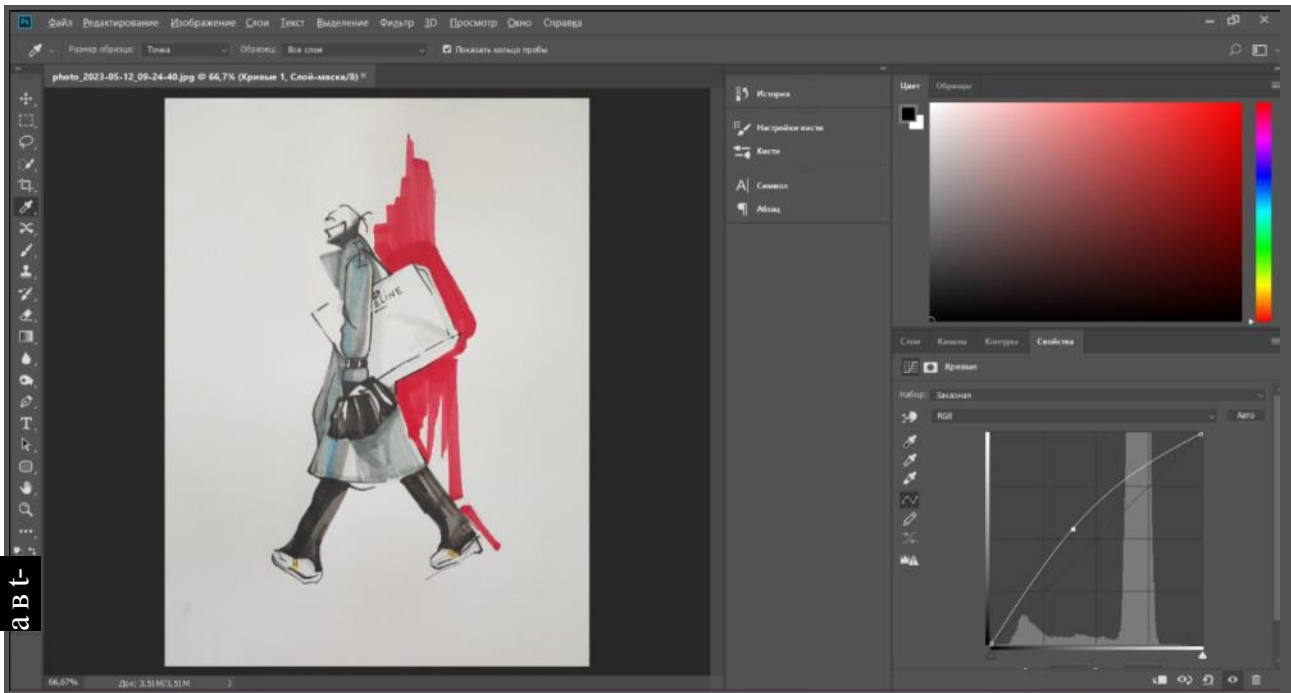 Ps Файл Редактирование Изображение Слои Текст Выделение Фильтр 3D Просмотр Окно Справка
Размер образца: Точка Образец: Все слои Показать кольцо пробы
photo_2023-05-12_09-24-40.jpg @ 66,7% (Кривые 1, Слой-маска/8)
История
Настройки кисти
Кисти
Символ
Абзац
Цвет Образцы
Слои Каналы Контуры Свойства
Кривые
Набор: Заказная
RGB Авто
66,67% Док: 3,51M/3,51M